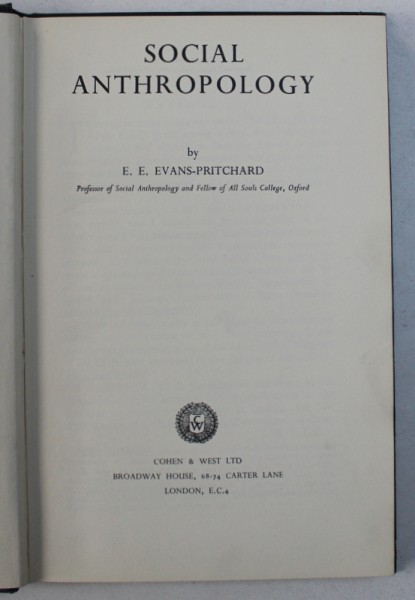 SOCIAL
ANTHROPOLOGY
by
E. E. EVANS-PRITCHARD
Professor of Social Anthropology and Fellow of All Souls College, Oxford
C
W
COHEN & WEST LTD
BROADWAY HOUSE, 68-74 CARTER LANE
LONDON, E.C.4